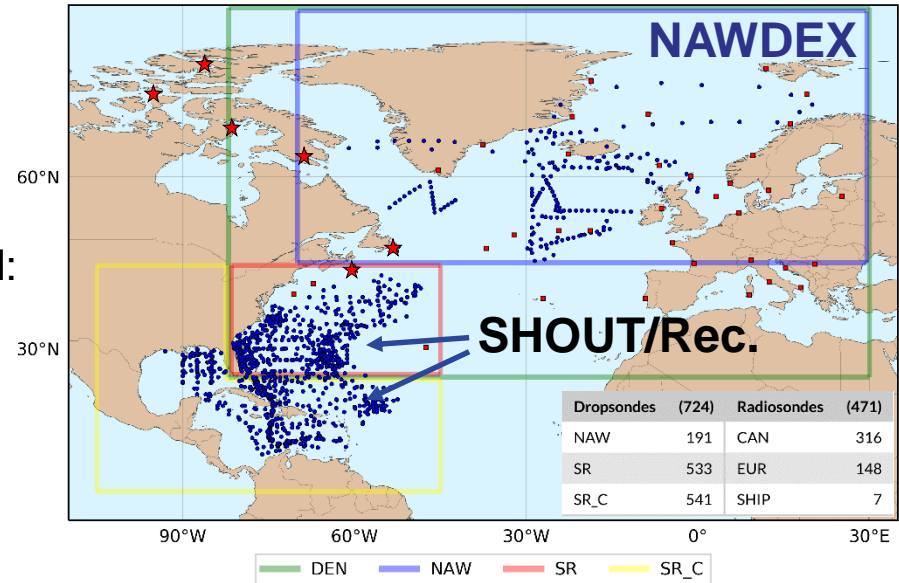 NAWDEX
60°N
l:
30°N
SHOUT/Rec.
Dropsondes (724) Radiosondes (471)
NAW 191 CAN 316
SR 533 EUR 148
SR_C 541 SHIP 7
90°W 60°W 30°W 0° 30°E
DEN NAW SR SR_C